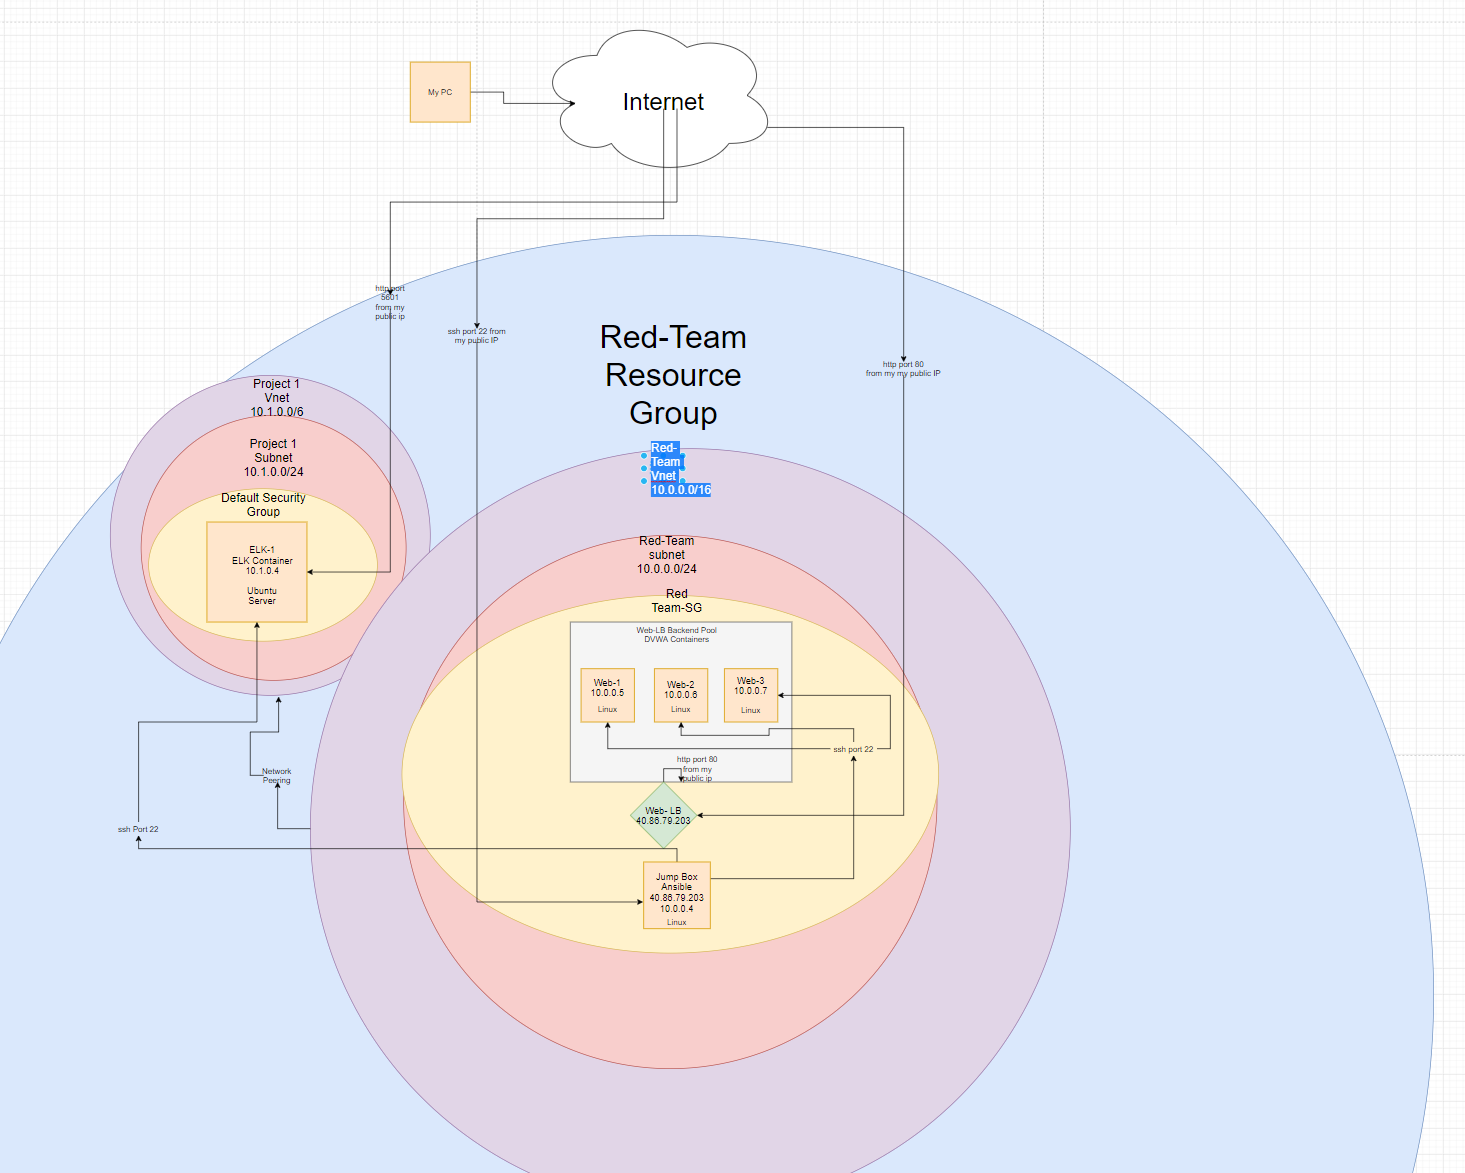 My PC
Internet
http port
5601
from my
public ip
ssh port 22 from
my public IP
http port 80
from my my public IP
Red-Team
Resource
Group
Project 1
Vnet
10.1.0.0/6
Project 1
Subnet
10.1.0.0/24
Default Security
Group
ELK-1
ELK Container
10.1.0.4
Ubuntu
Server
Red-
Team
Vnet
10.0.0.0/16
Red-Team
subnet
10.0.0.0/24
Red
Team-SG
Web-LB Backend Pool
DVWA Containers
Web-1
10.0.0.5
Linux
Web-2
10.0.0.6
Linux
Web-3
10.0.0.7
Linux
ssh port 22
http port 80
from my
public ip
Web- LB
40.86.79.203
Network
Peering
ssh Port 22
Jump Box
Ansible
40.86.79.203
10.0.0.4
Linux